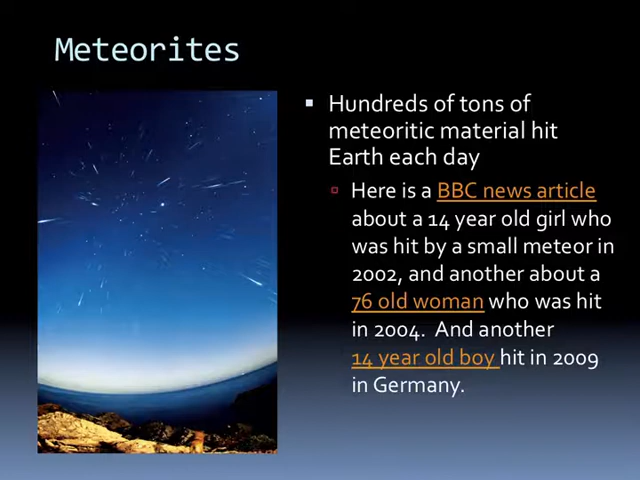 Meteorites
Hundreds of tons of
meteoritic material hit
Earth each day
Here is a BBC news article
about a 14 year old girl who
was hit by a small meteor in
2002, and another about a
76 old woman who was hit
in 2004.  And another
14 year old boy hit in 2009
in Germany.